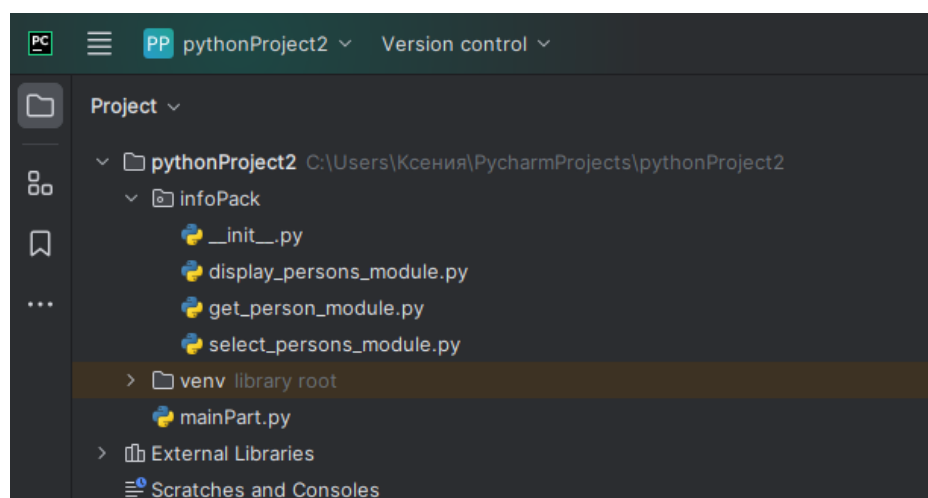 PC PP pythonProject2 Version control
Project
pythonProject2 C:\Users\Ксения\PycharmProjects\pythonProject2
infoPack
__init__.py
display_persons_module.py
get_person_module.py
select_persons_module.py
venv library root
mainPart.py
External Libraries
Scratches and Consoles